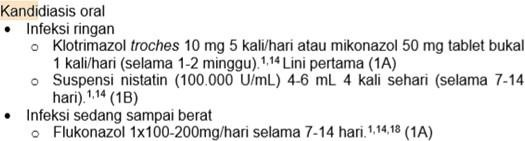 Kandidiasis oral
• Infeksi ringan
o Klotrimazol troches 10 mg 5 kali/hari atau mikonazol 50 mg tablet bukal
1 kali/hari (selama 1-2 minggu).1,14 Lini pertama (1A)
o Suspensi nistatin (100.000 U/mL) 4-6 mL 4 kali sehari (selama 7-14
hari).1,14 (1B)
• Infeksi sedang sampai berat
o Flukonazol 1x100-200mg/hari selama 7-14 hari.1,14,18 (1A)